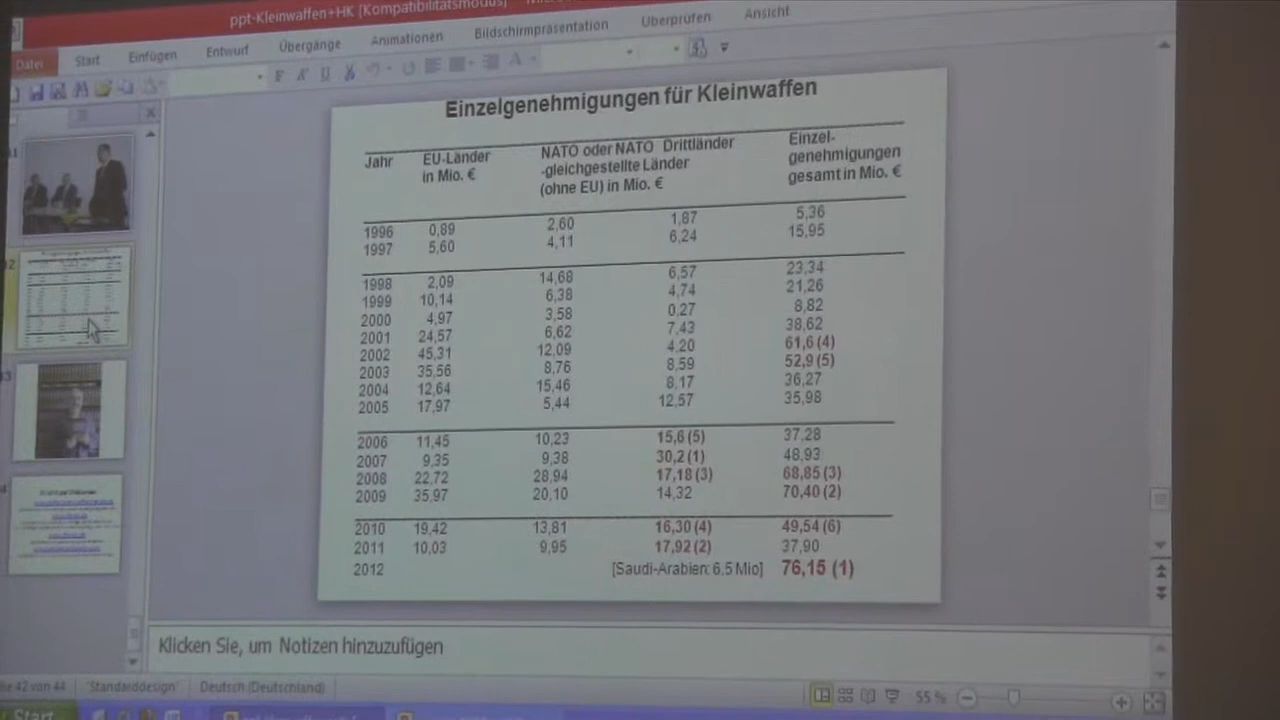 ppt-Kleinwaffen+HK [Kompatibilitätsmodus]
Datei Start Einfügen Entwurf Übergänge Animationen Bildschirmpräsentation Überprüfen Ansicht
Einzelgenehmigungen für Kleinwaffen
Jahr EU-Länder in Mio. € NATO oder NATO -gleichgestellte Länder (ohne EU) in Mio. € Drittländer Einzel-genehmigungen gesamt in Mio. €
1996 0,89 2,60 1,87 5,36
1997 5,60 4,11 6,24 15,95
1998 2,09 14,68 6,57 23,34
1999 10,14 6,38 4,74 21,26
2000 4,97 3,58 0,27 8,82
2001 24,57 6,62 7,43 38,62
2002 45,31 12,09 4,20 61,6 (4)
2003 35,56 8,76 8,59 52,9 (5)
2004 12,64 15,46 8,17 36,27
2005 17,97 5,44 12,57 35,98
2006 11,45 10,23 15,6 (5) 37,28
2007 9,35 9,38 30,2 (1) 48,93
2008 22,72 28,94 17,18 (3) 68,85 (3)
2009 35,97 20,10 14,32 70,40 (2)
2010 19,42 13,81 16,30 (4) 49,54 (6)
2011 10,03 9,95 17,92 (2) 37,90
2012 [Saudi-Arabien: 6.5 Mio] 76,15 (1)
Klicken Sie, um Notizen hinzuzufügen
42 von 44 "Standarddesign" Deutsch (Deutschland) 55 %
Start